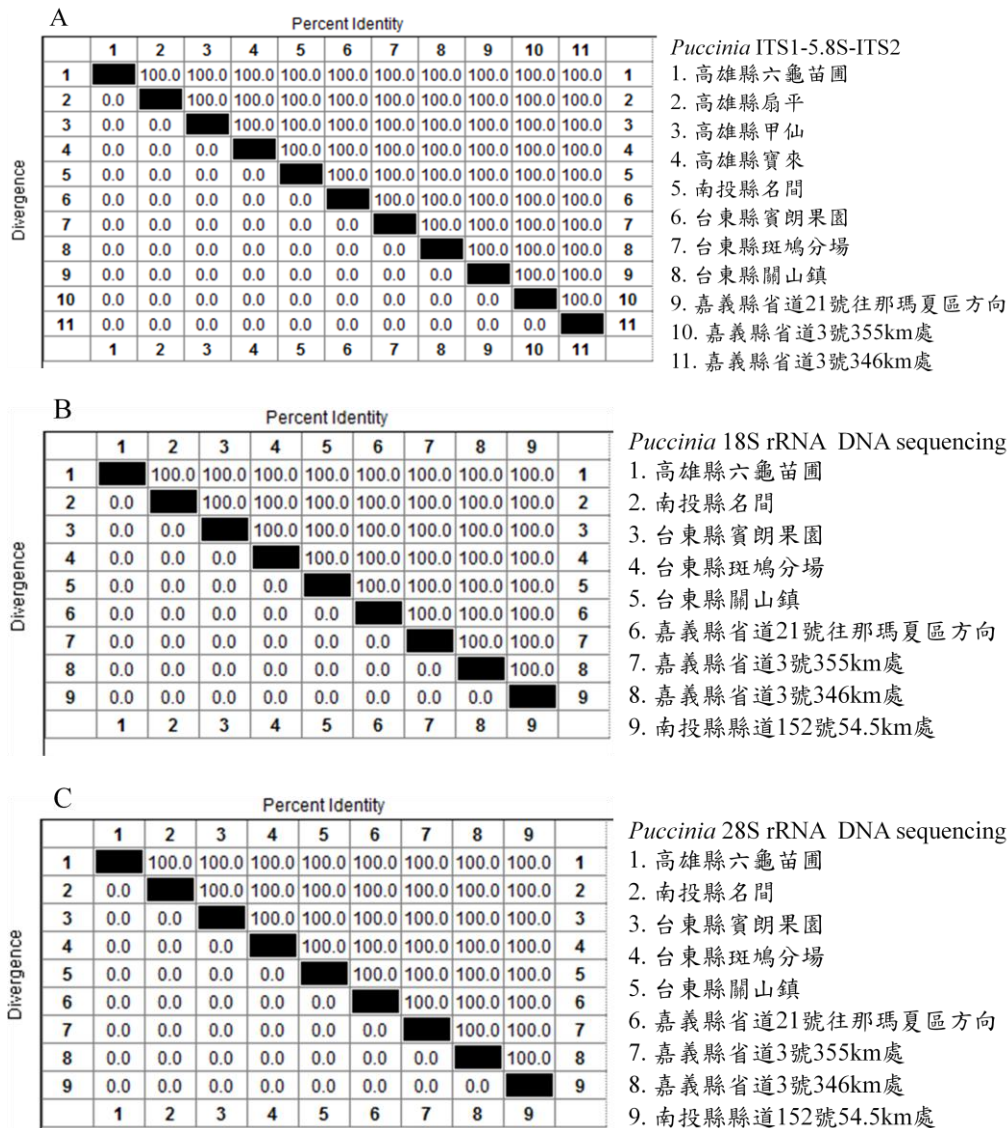 A
Percent Identity
1 2 3 4 5 6 7 8 9 10 11
1 100.0 100.0 100.0 100.0 100.0 100.0 100.0 100.0 100.0 100.0 1
2 0.0 100.0 100.0 100.0 100.0 100.0 100.0 100.0 100.0 100.0 2
3 0.0 0.0 100.0 100.0 100.0 100.0 100.0 100.0 100.0 100.0 3
4 0.0 0.0 0.0 100.0 100.0 100.0 100.0 100.0 100.0 100.0 4
5 0.0 0.0 0.0 0.0 100.0 100.0 100.0 100.0 100.0 100.0 5
6 0.0 0.0 0.0 0.0 0.0 100.0 100.0 100.0 100.0 100.0 6
7 0.0 0.0 0.0 0.0 0.0 0.0 100.0 100.0 100.0 100.0 7
8 0.0 0.0 0.0 0.0 0.0 0.0 0.0 100.0 100.0 100.0 8
9 0.0 0.0 0.0 0.0 0.0 0.0 0.0 0.0 100.0 100.0 9
10 0.0 0.0 0.0 0.0 0.0 0.0 0.0 0.0 0.0 100.0 10
11 0.0 0.0 0.0 0.0 0.0 0.0 0.0 0.0 0.0 0.0 11
1 2 3 4 5 6 7 8 9 10 11
Divergence
Puccinia ITS1-5.8S-ITS2
1. 高雄縣六龜苗圃
2. 高雄縣扇平
3. 高雄縣甲仙
4. 高雄縣寶來
5. 南投縣名間
6. 台東縣賓朗果園
7. 台東縣斑鳩分場
8. 台東縣關山鎮
9. 嘉義縣省道21號往那瑪夏區方向
10. 嘉義縣省道3號355km處
11. 嘉義縣省道3號346km處
B
Percent Identity
1 2 3 4 5 6 7 8 9
1 100.0 100.0 100.0 100.0 100.0 100.0 100.0 100.0 1
2 0.0 100.0 100.0 100.0 100.0 100.0 100.0 100.0 2
3 0.0 0.0 100.0 100.0 100.0 100.0 100.0 100.0 3
4 0.0 0.0 0.0 100.0 100.0 100.0 100.0 100.0 4
5 0.0 0.0 0.0 0.0 100.0 100.0 100.0 100.0 5
6 0.0 0.0 0.0 0.0 0.0 100.0 100.0 100.0 6
7 0.0 0.0 0.0 0.0 0.0 0.0 100.0 100.0 7
8 0.0 0.0 0.0 0.0 0.0 0.0 0.0 100.0 8
9 0.0 0.0 0.0 0.0 0.0 0.0 0.0 0.0 9
1 2 3 4 5 6 7 8 9
Divergence
Puccinia 18S rRNA DNA sequencing
1. 高雄縣六龜苗圃
2. 南投縣名間
3. 台東縣賓朗果園
4. 台東縣斑鳩分場
5. 台東縣關山鎮
6. 嘉義縣省道21號往那瑪夏區方向
7. 嘉義縣省道3號355km處
8. 嘉義縣省道3號346km處
9. 南投縣縣道152號54.5km處
C
Percent Identity
1 2 3 4 5 6 7 8 9
1 100.0 100.0 100.0 100.0 100.0 100.0 100.0 100.0 1
2 0.0 100.0 100.0 100.0 100.0 100.0 100.0 100.0 2
3 0.0 0.0 100.0 100.0 100.0 100.0 100.0 100.0 3
4 0.0 0.0 0.0 100.0 100.0 100.0 100.0 100.0 4
5 0.0 0.0 0.0 0.0 100.0 100.0 100.0 100.0 5
6 0.0 0.0 0.0 0.0 0.0 100.0 100.0 100.0 6
7 0.0 0.0 0.0 0.0 0.0 0.0 100.0 100.0 7
8 0.0 0.0 0.0 0.0 0.0 0.0 0.0 100.0 8
9 0.0 0.0 0.0 0.0 0.0 0.0 0.0 0.0 9
1 2 3 4 5 6 7 8 9
Divergence
Puccinia 28S rRNA DNA sequencing
1. 高雄縣六龜苗圃
2. 南投縣名間
3. 台東縣賓朗果園
4. 台東縣斑鳩分場
5. 台東縣關山鎮
6. 嘉義縣省道21號往那瑪夏區方向
7. 嘉義縣省道3號355km處
8. 嘉義縣省道3號346km處
9. 南投縣縣道152號54.5km處